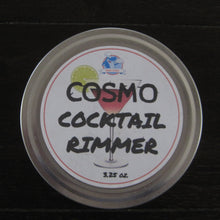 COSMO
COCKTAIL
RIMMER
3.25 oz.